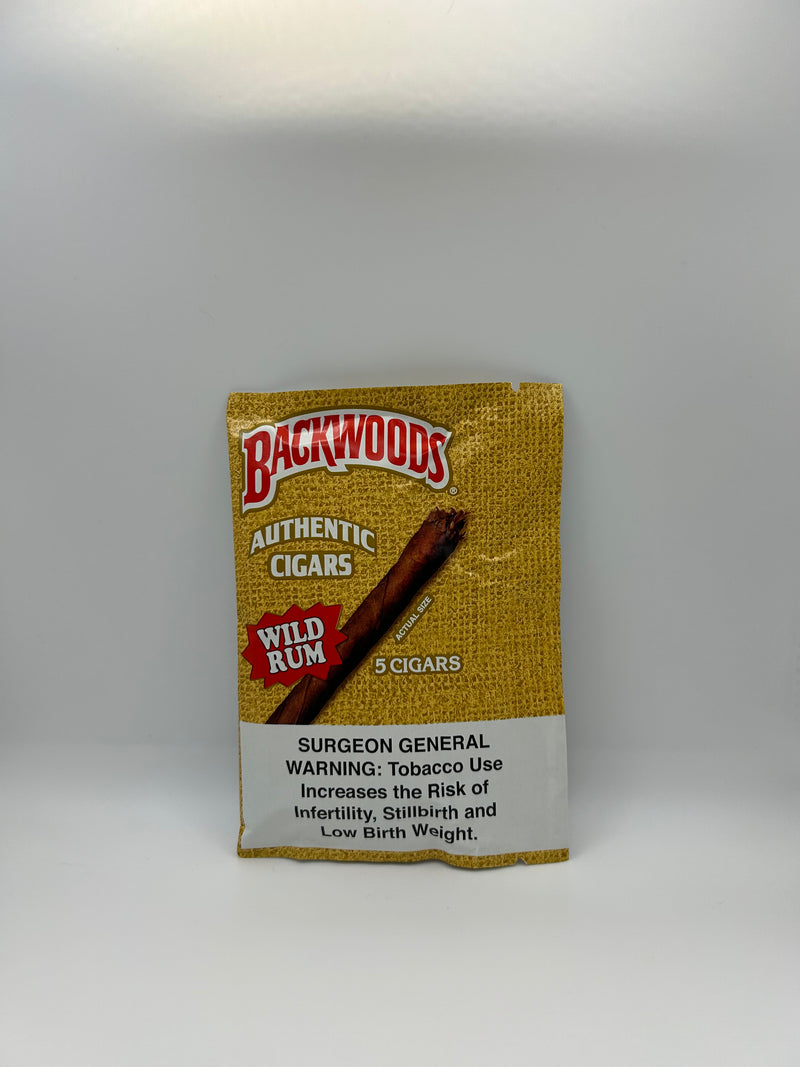 BACKWOODS®
AUTHENTIC
CIGARS
ACTUAL SIZE
WILD
RUM
5 CIGARS
SURGEON GENERAL
WARNING: Tobacco Use
Increases the Risk of
Infertility, Stillbirth and
Low Birth Weight.